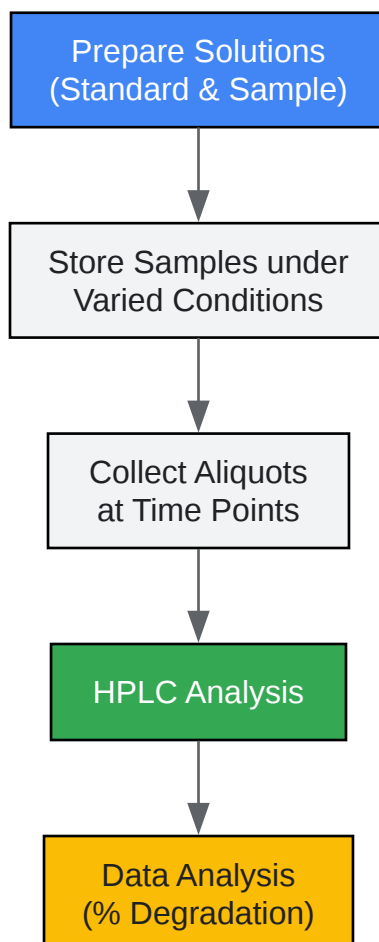 Prepare Solutions
(Standard & Sample)
Store Samples under
Varied Conditions
Collect Aliquots
at Time Points
HPLC Analysis
Data Analysis
(% Degradation)